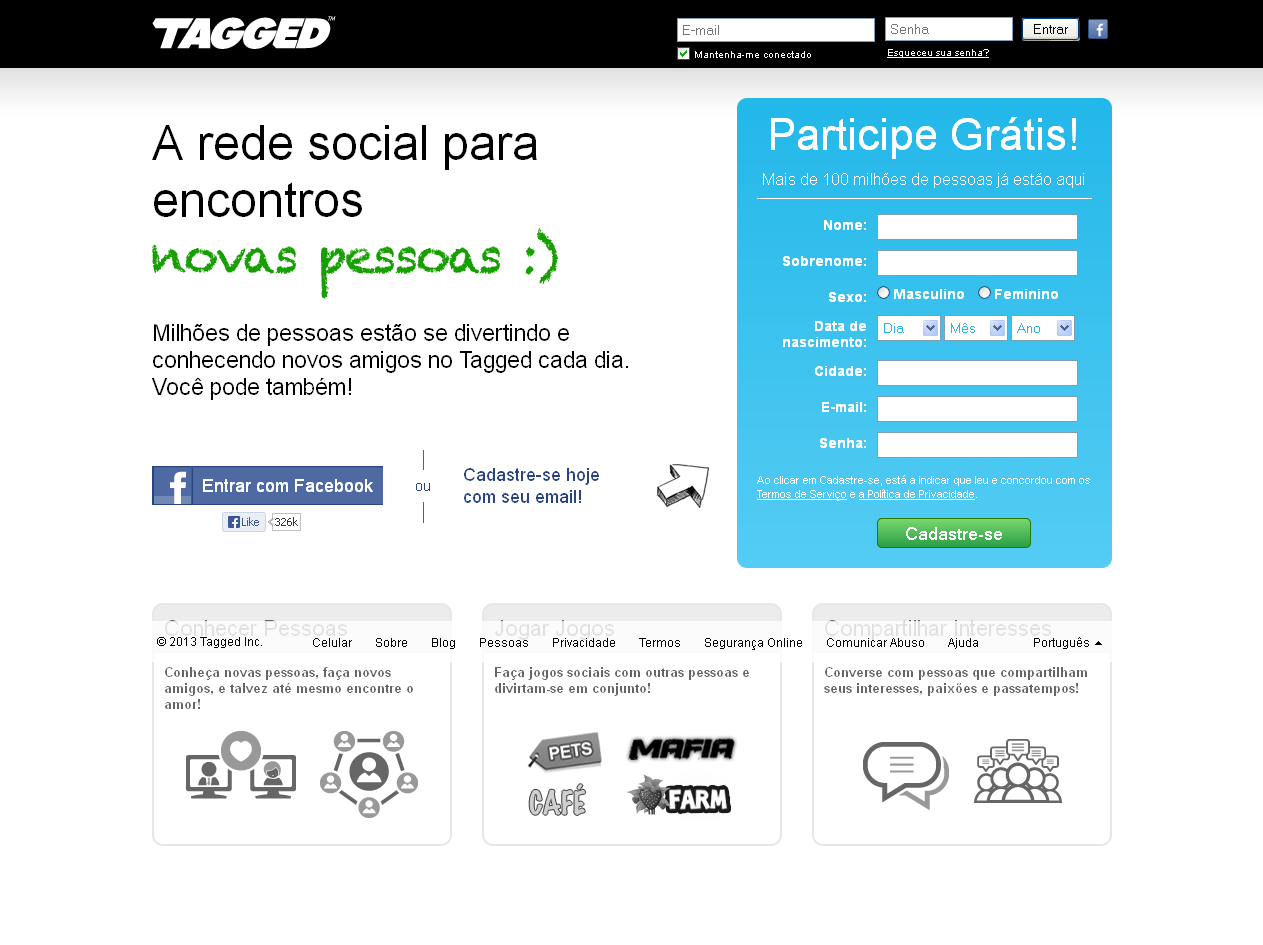 TAGGED™
E-mail
Senha
Entrar
Mantenha-me conectado
Esqueceu sua senha?
A rede social para
encontros
novas pessoas :)
Milhões de pessoas estão se divertindo e
conhecendo novos amigos no Tagged cada dia.
Você pode também!
Entrar com Facebook
Like 326k
ou
Cadastre-se hoje
com seu email!
Participe Grátis!
Mais de 100 milhões de pessoas já estão aqui
Nome:
Sobrenome:
Sexo: Masculino Feminino
Data de
nascimento:
Dia Mês Ano
Cidade:
E-mail:
Senha:
Ao clicar em Cadastre-se, está a indicar que leu e concordou com os
Termos de Serviço e a Política de Privacidade.
Cadastre-se
Conhecer Pessoas
Jogar Jogos
Compartilhar Interesses
© 2013 Tagged Inc. Celular Sobre Blog Pessoas Privacidade Termos Segurança Online Comunicar Abuso Ajuda Português
Conheça novas pessoas, faça novos
amigos, e talvez até mesmo encontre o
amor!
Faça jogos sociais com outras pessoas e
divirtam-se em conjunto!
PETS
MAFIA
CAFÉ
FARM
Converse com pessoas que compartilham
seus interesses, paixões e passatempos!